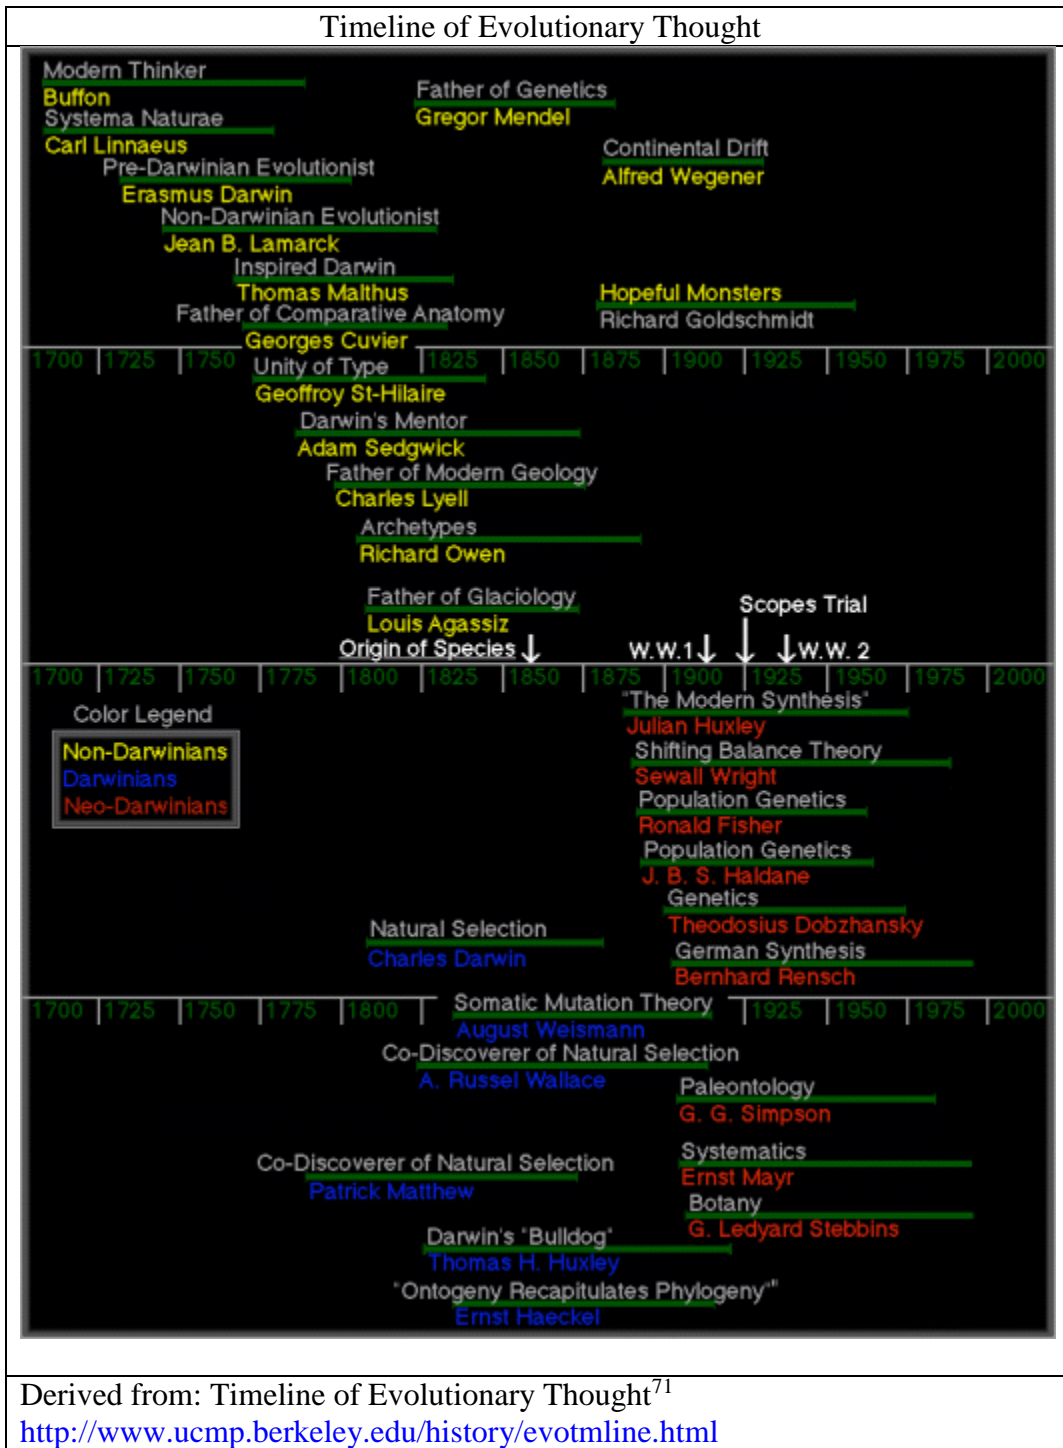 Timeline of Evolutionary Thought
Modern Thinker
Buffon
Systema Naturae
Carl Linnaeus
Father of Genetics
Gregor Mendel
Continental Drift
Alfred Wegener
Pre-Darwinian Evolutionist
Erasmus Darwin
Non-Darwinian Evolutionist
Jean B. Lamarck
Inspired Darwin
Thomas Malthus
Hopeful Monsters
Richard Goldschmidt
Father of Comparative Anatomy
Georges Cuvier
1700 1725 1750 1825 1850 1875 1900 1925 1950 1975 2000
Unity of Type
Geoffroy St-Hilaire
Darwin's Mentor
Adam Sedgwick
Father of Modern Geology
Charles Lyell
Archetypes
Richard Owen
Father of Glaciology
Louis Agassiz
Scopes Trial
Origin of Species W.W.1 W.W. 2
1700 1725 1750 1775 1800 1825 1850 1875 1900 1925 1950 1975 2000
Color Legend
Non-Darwinians
Darwinians
Neo-Darwinians
"The Modern Synthesis"
Julian Huxley
Shifting Balance Theory
Sewall Wright
Population Genetics
Ronald Fisher
Population Genetics
J. B. S. Haldane
Genetics
Theodosius Dobzhansky
Natural Selection
Charles Darwin
German Synthesis
Bernhard Rensch
1700 1725 1750 1775 1800 1925 1950 1975 2000
Somatic Mutation Theory
August Weismann
Co-Discoverer of Natural Selection
A. Russel Wallace
Paleontology
G. G. Simpson
Co-Discoverer of Natural Selection
Patrick Matthew
Systematics
Ernst Mayr
Botany
G. Ledyard Stebbins
Darwin's "Bulldog"
Thomas H. Huxley
"Ontogeny Recapitulates Phylogeny""
Ernst Haeckel
Derived from: Timeline of Evolutionary Thought71
http://www.ucmp.berkeley.edu/history/evotmline.html